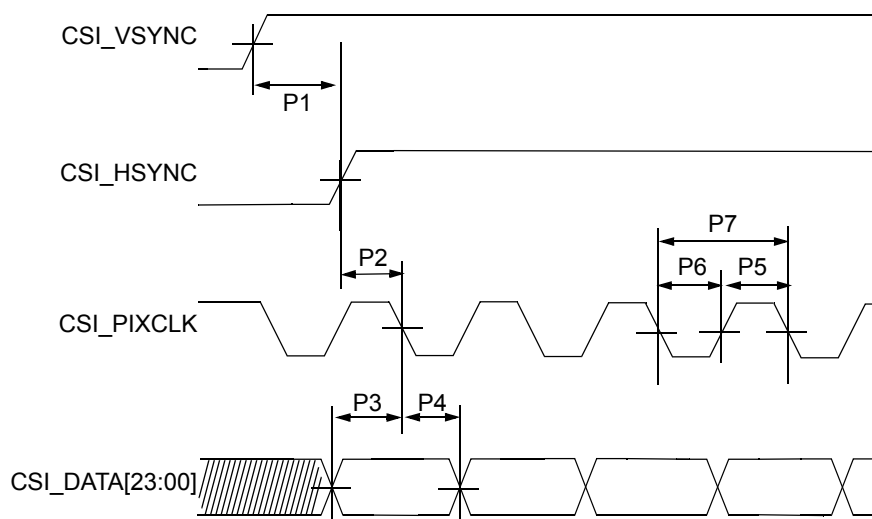 CSI_VSYNC
P1
CSI_HSYNC
P7
P2
P6
P5
CSI_PIXCLK
P3
P4
CSI_DATA[23:00]